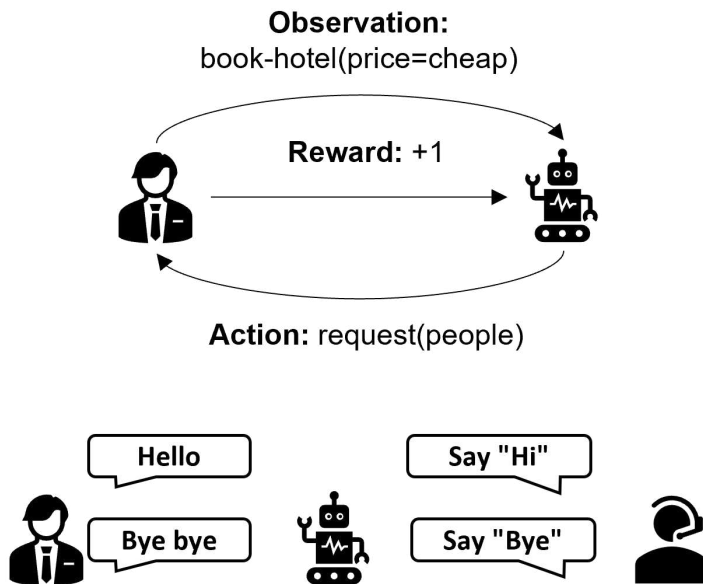 Observation:
book-hotel(price=cheap)
Reward: +1
Action: request(people)
Hello
Say "Hi"
Bye bye
Say "Bye"